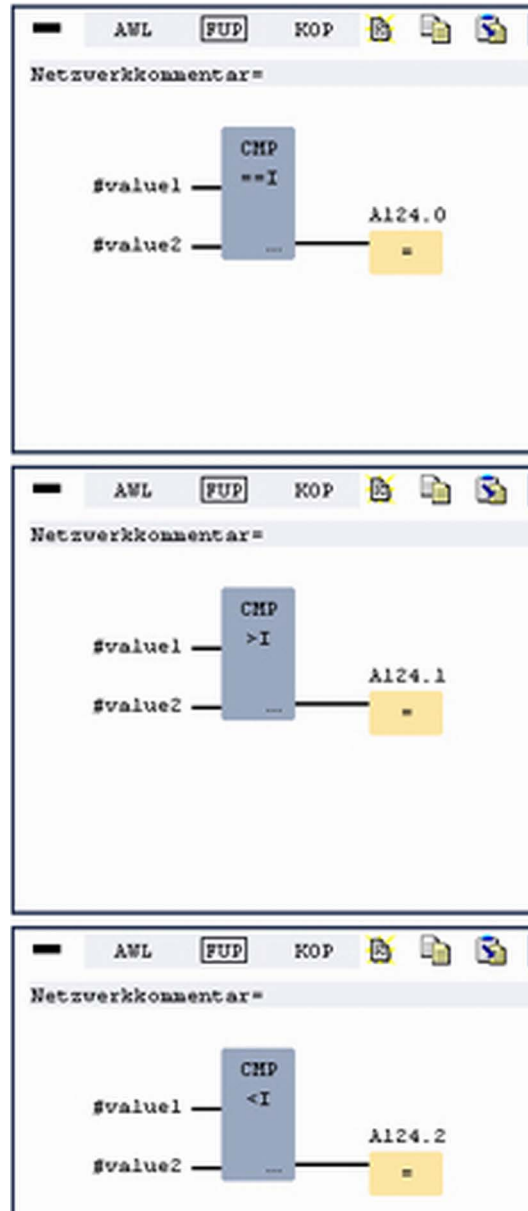 AWL FUP KOP
Netzwerkkommentar=
CMP
==I
#value1
A124.0
#value2 ... =
AWL FUP KOP
Netzwerkkommentar=
CMP
>I
#value1
A124.1
#value2 ... =
AWL FUP KOP
Netzwerkkommentar=
CMP
<I
#value1
A124.2
#value2 ... =